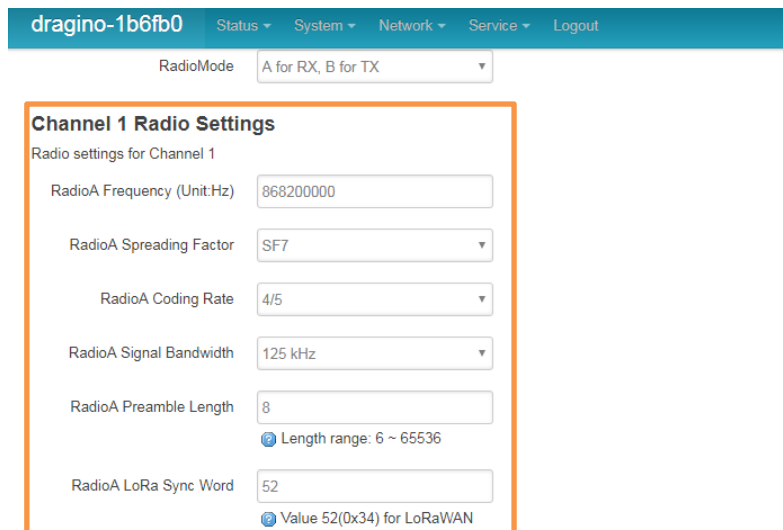 dragino-1b6fb0 Status System Network Service Logout
RadioMode A for RX, B for TX
Channel 1 Radio Settings
Radio settings for Channel 1
RadioA Frequency (Unit:Hz) 868200000
RadioA Spreading Factor SF7
RadioA Coding Rate 4/5
RadioA Signal Bandwidth 125 kHz
RadioA Preamble Length 8
Length range: 6 ~ 65536
RadioA LoRa Sync Word 52
Value 52(0x34) for LoRaWAN